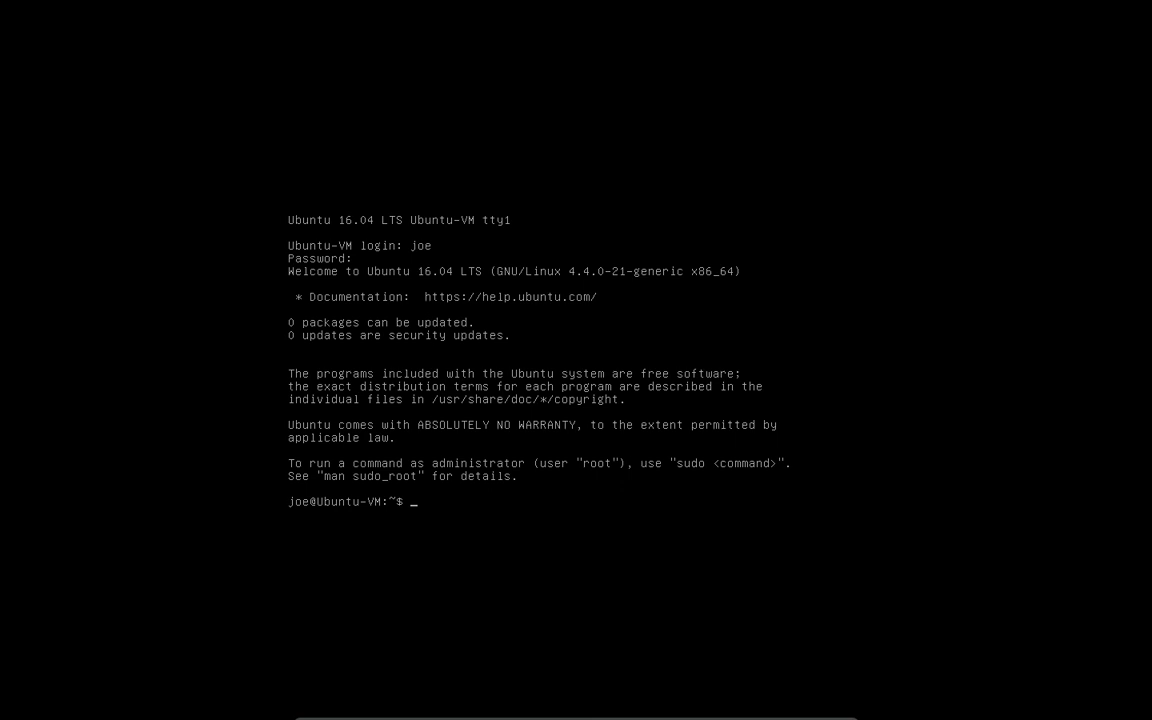 Ubuntu 16.04 LTS Ubuntu-VM tty1
Ubuntu-VM login: joe
Password:
Welcome to Ubuntu 16.04 LTS (GNU/Linux 4.4.0-21-generic x86_64)
* Documentation:  https://help.ubuntu.com/
0 packages can be updated.
0 updates are security updates.
The programs included with the Ubuntu system are free software;
the exact distribution terms for each program are described in the
individual files in /usr/share/doc/*/copyright.
Ubuntu comes with ABSOLUTELY NO WARRANTY, to the extent permitted by
applicable law.
To run a command as administrator (user "root"), use "sudo <command>".
See "man sudo_root" for details.
joe@Ubuntu-VM:~$ _